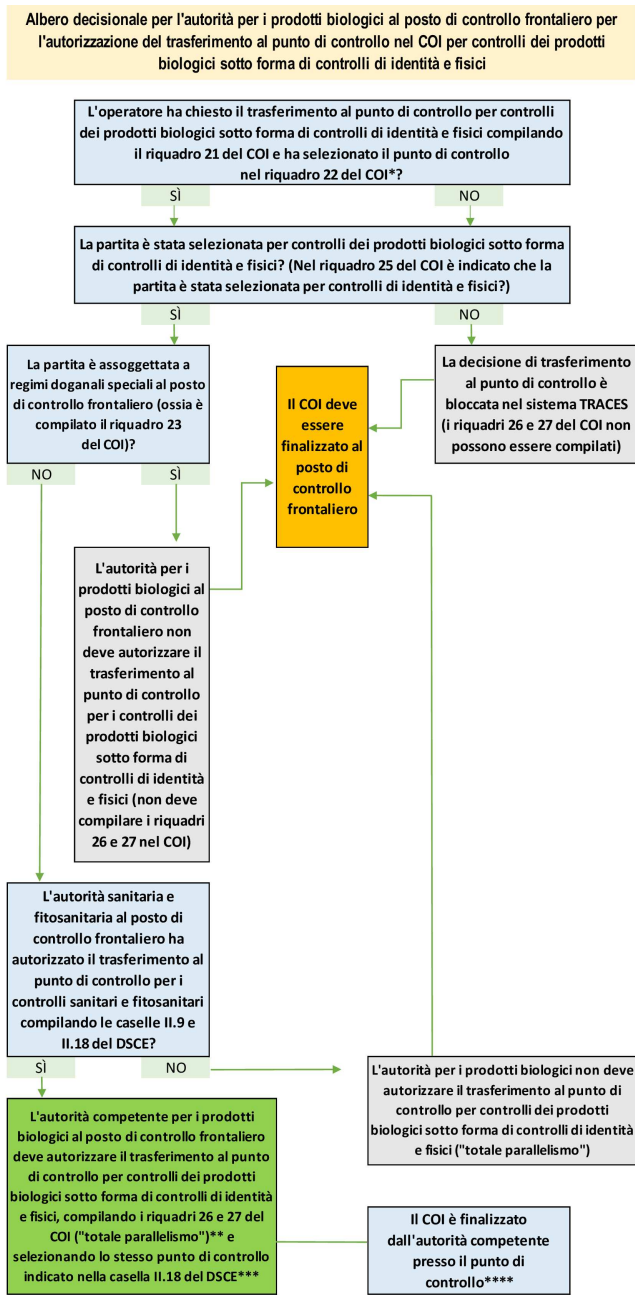 Albero decisionale per l'autorità per i prodotti biologici al posto di controllo frontaliero per
l'autorizzazione del trasferimento al punto di controllo nel COI per controlli dei prodotti
biologici sotto forma di controlli di identità e fisici
L'operatore ha chiesto il trasferimento al punto di controllo per controlli
dei prodotti biologici sotto forma di controlli di identità e fisici compilando
il riquadro 21 del COI e ha selezionato il punto di controllo
nel riquadro 22 del COI*?
SÌ
NO
La partita è stata selezionata per controlli dei prodotti biologici sotto forma
di controlli di identità e fisici? (Nel riquadro 25 del COI è indicato che la
partita è stata selezionata per controlli di identità e fisici?)
SÌ
NO
La partita è assoggettata a
regimi doganali speciali al posto
di controllo frontaliero (ossia è
compilato il riquadro 23
del COI)?
Il COI deve
essere
finalizzato al
posto di
controllo
frontaliero
La decisione di trasferimento
al punto di controllo è
bloccata nel sistema TRACES
(i riquadri 26 e 27 del COI non
possono essere compilati)
NO
SÌ
L'autorità per i
prodotti biologici al
posto di controllo
frontaliero non
deve autorizzare il
trasferimento al
punto di controllo
per i controlli dei
prodotti biologici
sotto forma di
controlli di identità
e fisici (non deve
compilare i riquadri
26 e 27 nel COI)
L'autorità sanitaria e
fitosanitaria al posto di
controllo frontaliero ha
autorizzato il trasferimento al
punto di controllo per i
controlli sanitari e fitosanitari
compilando le caselle II.9 e
II.18 del DSCE?
SÌ
NO
L'autorità per i prodotti biologici non deve
autorizzare il trasferimento al punto di
controllo per controlli dei prodotti
biologici sotto forma di controlli di identità
e fisici ("totale parallelismo")
L'autorità competente per i prodotti
biologici al posto di controllo frontaliero
deve autorizzare il trasferimento al punto
di controllo per controlli dei prodotti
biologici sotto forma di controlli di identità
e fisici, compilando i riquadri 26 e 27 del
COI ("totale parallelismo")** e
selezionando lo stesso punto di controllo
indicato nella casella II.18 del DSCE***
Il COI è finalizzato
dall'autorità competente
presso il punto di
controllo****